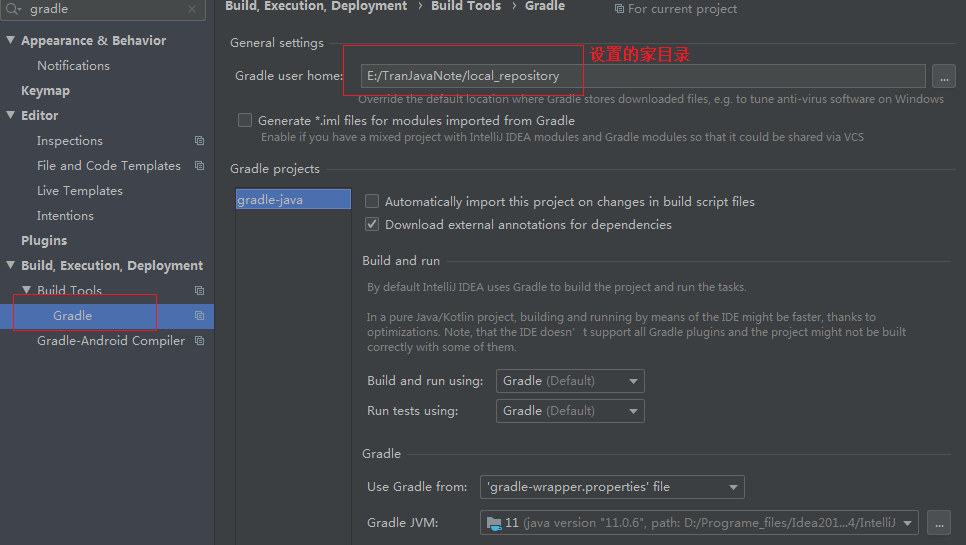 gradle
Build, Execution, Deployment › Build Tools › Gradle
For current project
Appearance & Behavior
Notifications
Keymap
Editor
Inspections
File and Code Templates
Live Templates
Intentions
Plugins
Build, Execution, Deployment
Build Tools
Gradle
Gradle-Android Compiler
General settings
设置的家目录
Gradle user home:
E:/TranJavaNote/local_repository
...
Override the default location where Gradle stores downloaded files, e.g. to tune anti-virus software on Windows
Generate *.iml files for modules imported from Gradle
Enable if you have a mixed project with IntelliJ IDEA modules and Gradle modules so that it could be shared via VCS
Gradle projects
gradle-java
Automatically import this project on changes in build script files
Download external annotations for dependencies
Build and run
By default IntelliJ IDEA uses Gradle to build the project and run the tasks.
In a pure Java/Kotlin project, building and running by means of the IDE might be faster, thanks to
optimizations. Note, that the IDE doesn't support all Gradle plugins and the project might not be built
correctly with some of them.
Build and run using: Gradle (Default)
Run tests using: Gradle (Default)
Gradle
Use Gradle from: 'gradle-wrapper.properties' file
Gradle JVM: 11 (java version "11.0.6", path: D:/Programe_files/Idea201...4/IntelliJ ...